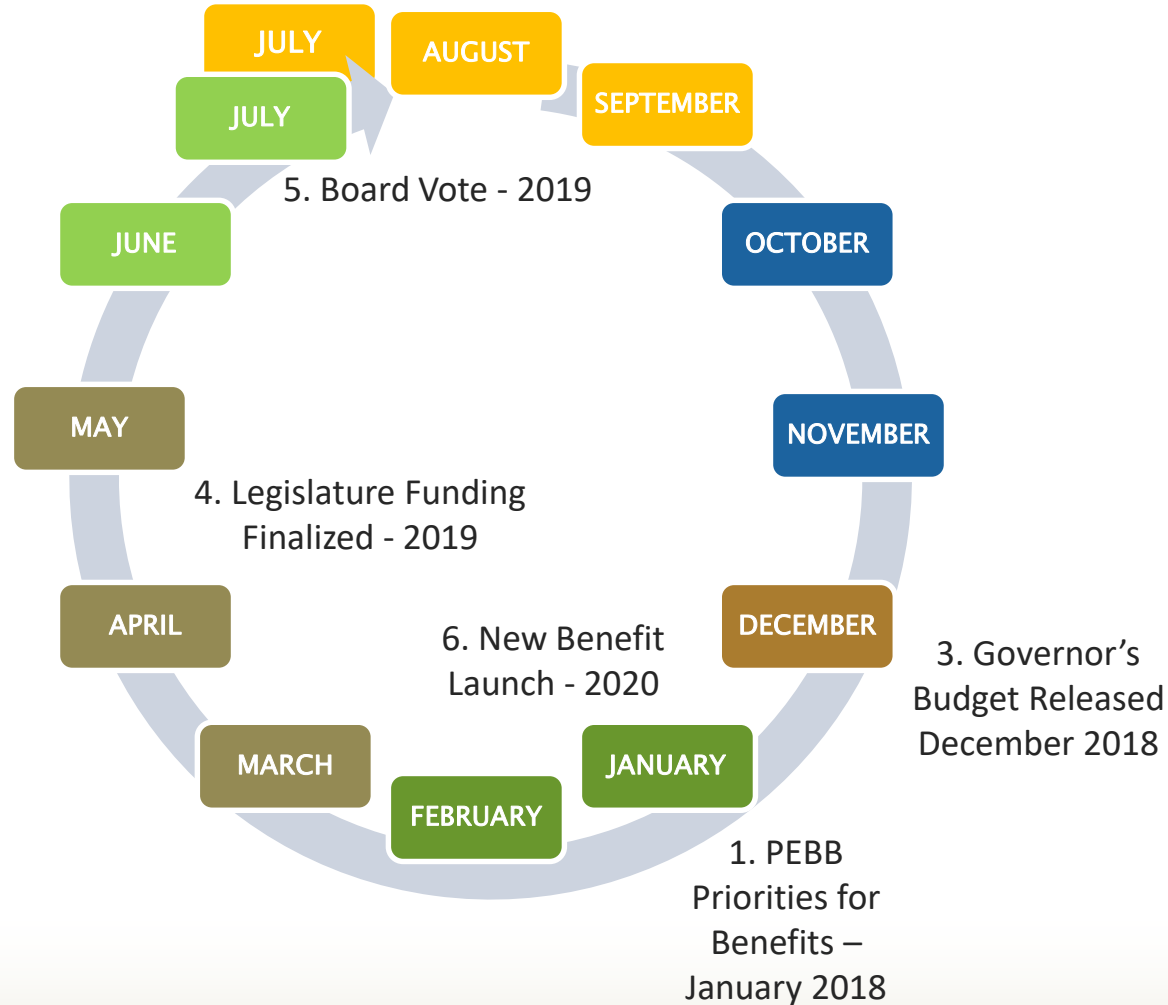 JULY
AUGUST
SEPTEMBER
JULY
5. Board Vote - 2019
JUNE
OCTOBER
MAY
NOVEMBER
4. Legislature Funding
Finalized - 2019
APRIL
6. New Benefit
Launch - 2020
DECEMBER
3. Governor’s
Budget Released
December 2018
MARCH
JANUARY
FEBRUARY
1. PEBB
Priorities for
Benefits –
January 2018